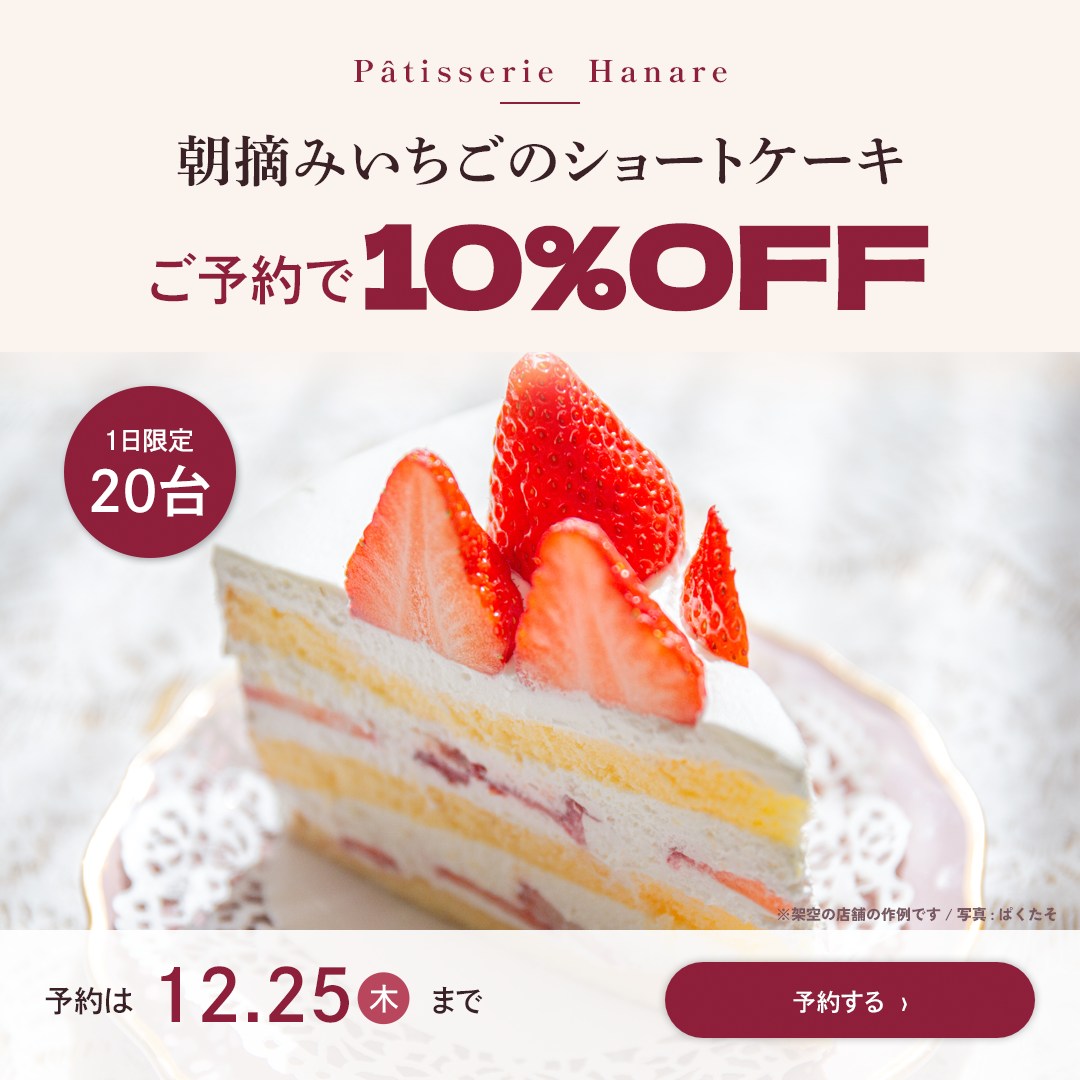 Pâtisserie Hanare
朝摘みいちごのショートケーキ
ご予約で10%OFF
1日限定
20台
※架空の店舗の作例です / 写真 : ぱくたそ
予約は 12.25 木 まで
予約する ›